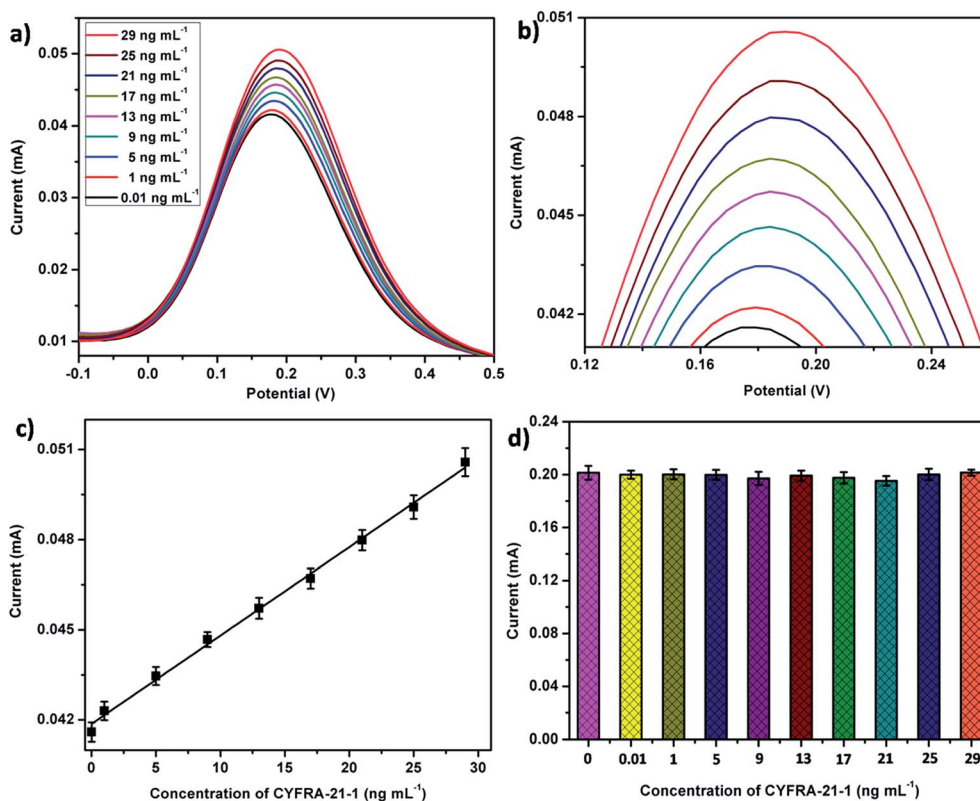 a)
Current (mA)
0.05
0.04
0.03
0.02
0.01
29 ng mL-1
25 ng mL-1
21 ng mL-1
17 ng mL-1
13 ng mL-1
9 ng mL-1
5 ng mL-1
1 ng mL-1
0.01 ng mL-1
-0.1 0.0 0.1 0.2 0.3 0.4 0.5
Potential (V)
b)
Current (mA)
0.051
0.048
0.045
0.042
0.12 0.16 0.20 0.24
Potential (V)
c)
Current (mA)
0.051
0.048
0.045
0.042
0 5 10 15 20 25 30
Concentration of CYFRA-21-1 (ng mL-1)
d)
Current (mA)
0.24
0.20
0.16
0.12
0.08
0.04
0.00
0 0.01 1 5 9 13 17 21 25 29
Concentration of CYFRA-21-1 (ng mL-1)